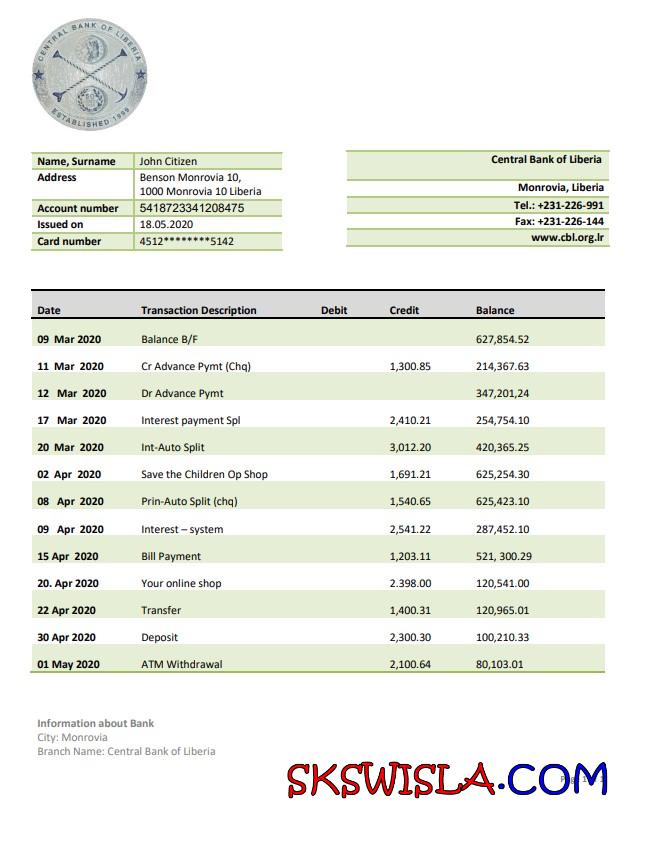 CENTRAL BANK OF LIBERIA
ESTABLISHED 1999
Name, Surname John Citizen
Address Benson Monrovia 10,
1000 Monrovia 10 Liberia
Account number 5418723341208475
Issued on 18.05.2020
Card number 4512********5142
Central Bank of Liberia
Monrovia, Liberia
Tel.: +231-226-991
Fax: +231-226-144
www.cbl.org.lr
Date Transaction Description Debit Credit Balance
09 Mar 2020 Balance B/F 627,854.52
11 Mar 2020 Cr Advance Pymt (Chq) 1,300.85 214,367.63
12 Mar 2020 Dr Advance Pymt 347,201,24
17 Mar 2020 Interest payment Spl 2,410.21 254,754.10
20 Mar 2020 Int-Auto Split 3,012.20 420,365.25
02 Apr 2020 Save the Children Op Shop 1,691.21 625,254.30
08 Apr 2020 Prin-Auto Split (chq) 1,540.65 625,423.10
09 Apr 2020 Interest – system 2,541.22 287,452.10
15 Apr 2020 Bill Payment 1,203.11 521, 300.29
20. Apr 2020 Your online shop 2.398.00 120,541.00
22 Apr 2020 Transfer 1,400.31 120,965.01
30 Apr 2020 Deposit 2,300.30 100,210.33
01 May 2020 ATM Withdrawal 2,100.64 80,103.01
Information about Bank
City: Monrovia
Branch Name: Central Bank of Liberia
SKSWISLA.COM